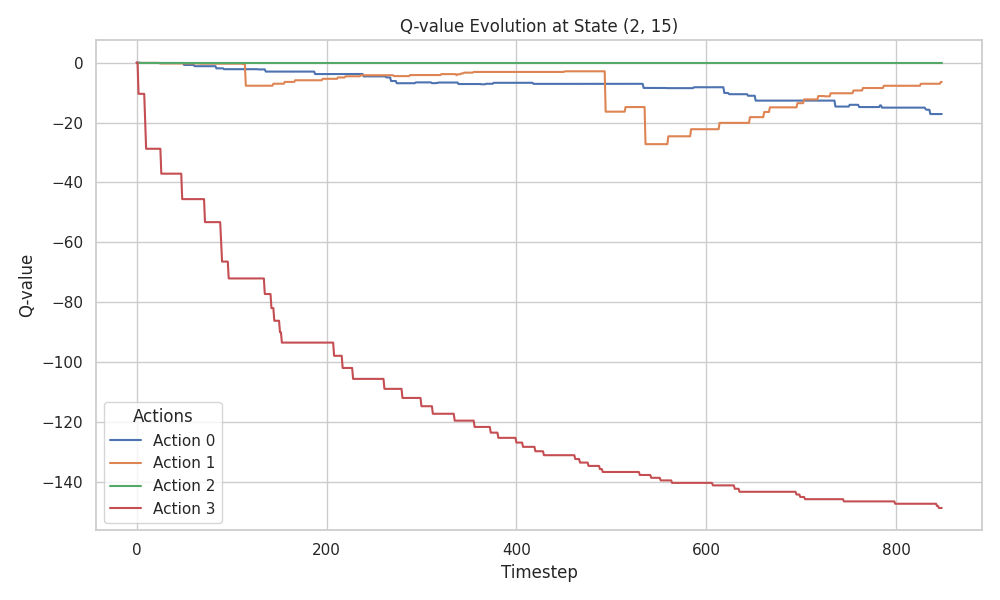 Q-value Evolution at State (2, 15)
0
−20
−40
−60
−80
−100
−120
−140
Q-value
Actions
Action 0
Action 1
Action 2
Action 3
0 200 400 600 800
Timestep